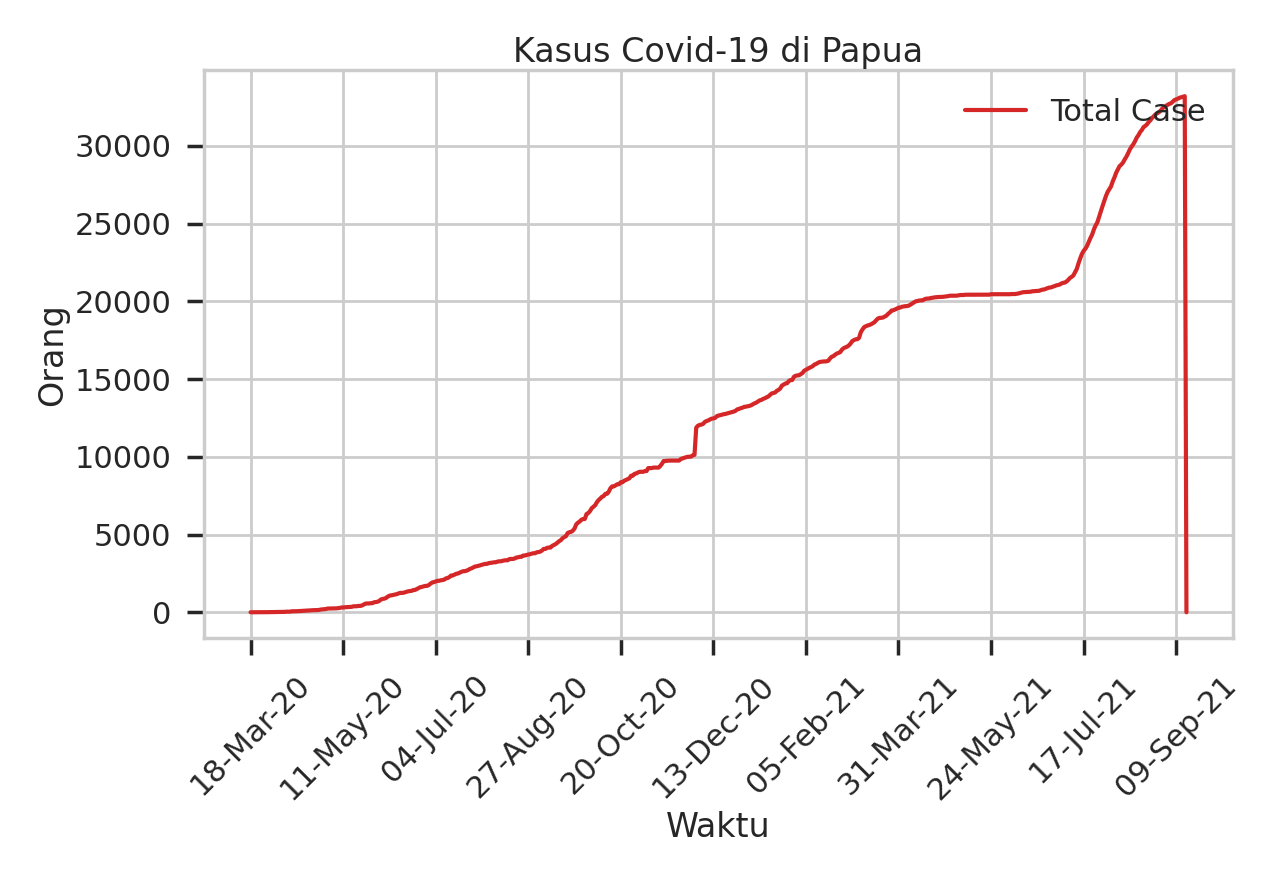 Kasus Covid-19 di Papua
Total Case
Orang
30000
25000
20000
15000
10000
5000
0
18-Mar-20
11-May-20
04-Jul-20
27-Aug-20
20-Oct-20
13-Dec-20
05-Feb-21
31-Mar-21
24-May-21
17-Jul-21
09-Sep-21
Waktu